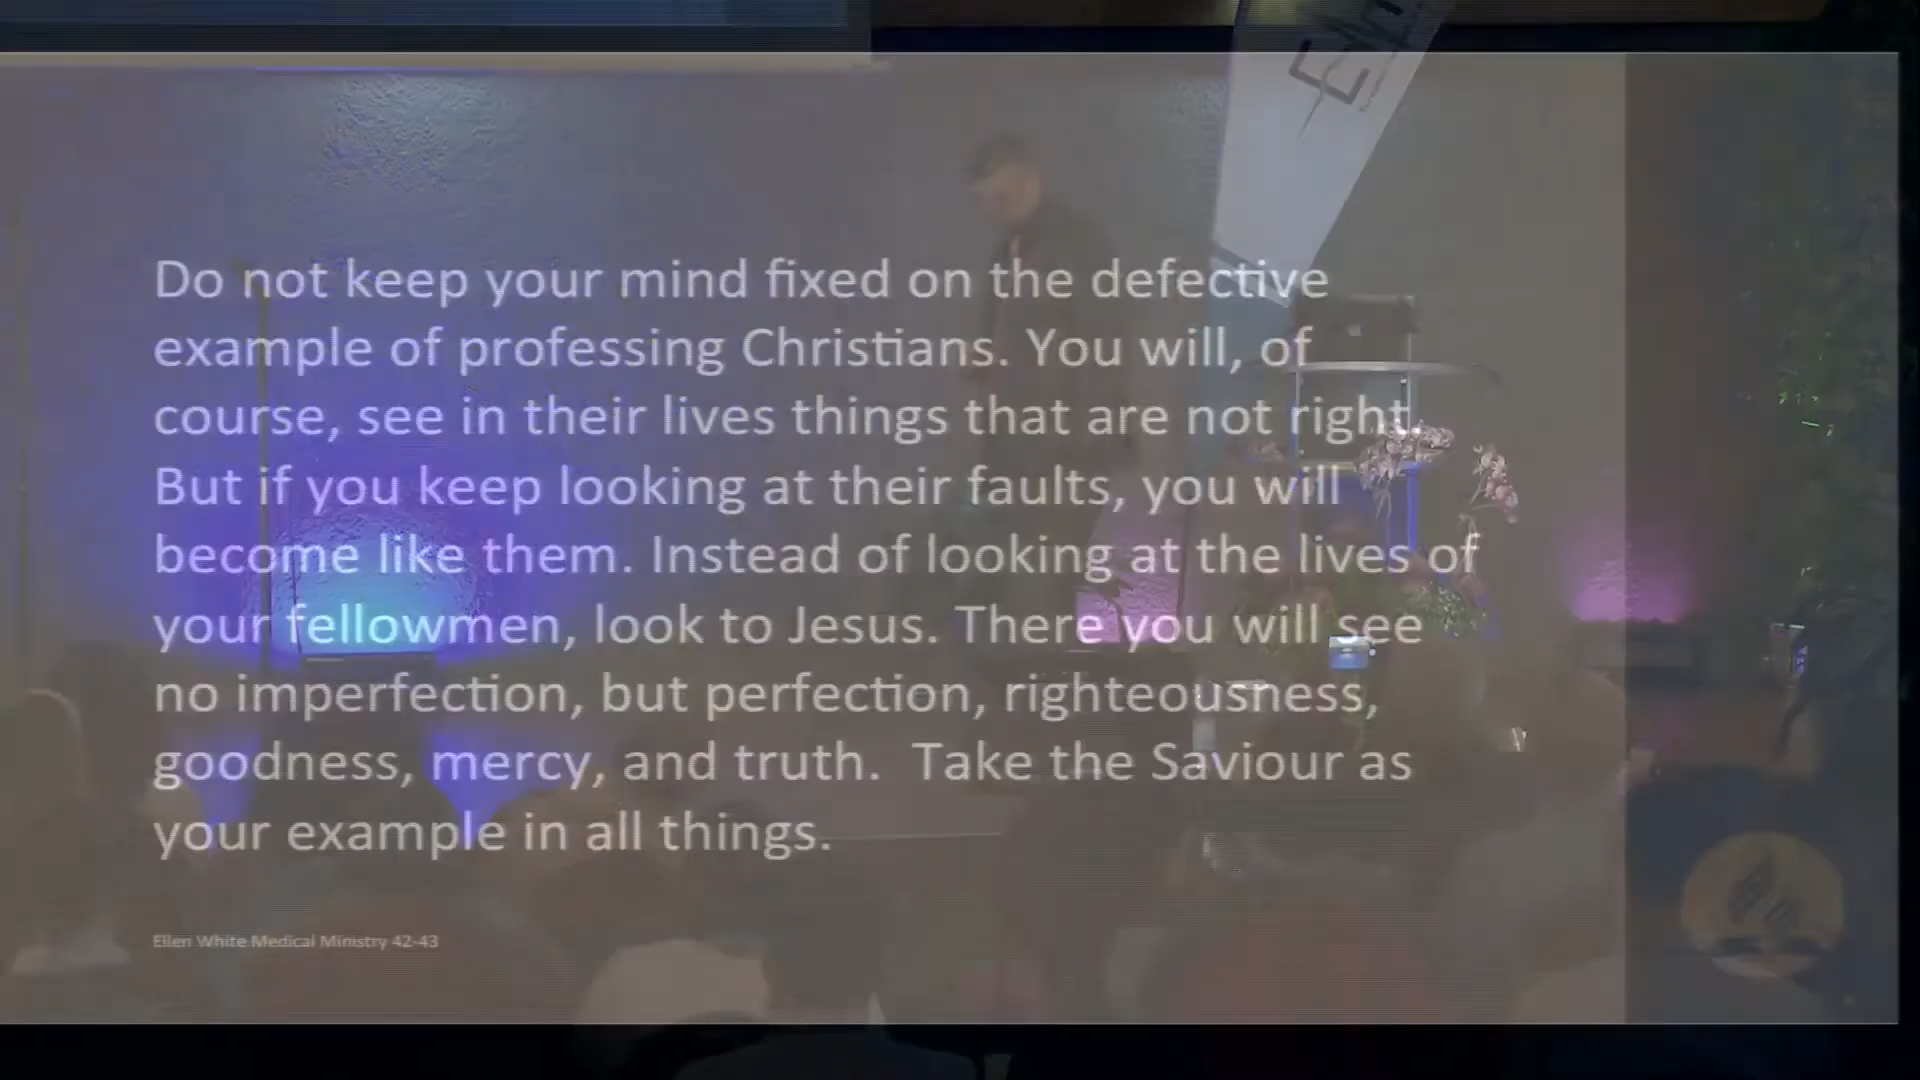 Do not keep your mind fixed on the defective
example of professing Christians. You will, of
course, see in their lives things that are not right.
But if you keep looking at their faults, you will
become like them. Instead of looking at the lives of
your fellowmen, look to Jesus. There you will see
no imperfection, but perfection, righteousness,
goodness, mercy, and truth.  Take the Saviour as
your example in all things.
Ellen White Medical Ministry 42-43